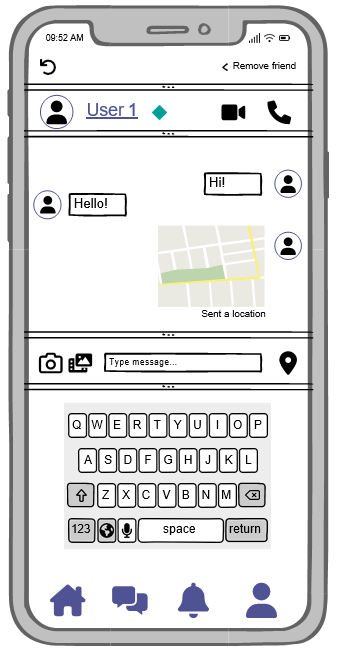 09:52 AM
Remove friend
User 1
Hi!
Hello!
Sent a location
Type message...
Q W E R T Y U I O P
A S D F G H J K L
Z X C V B N M
123 space return